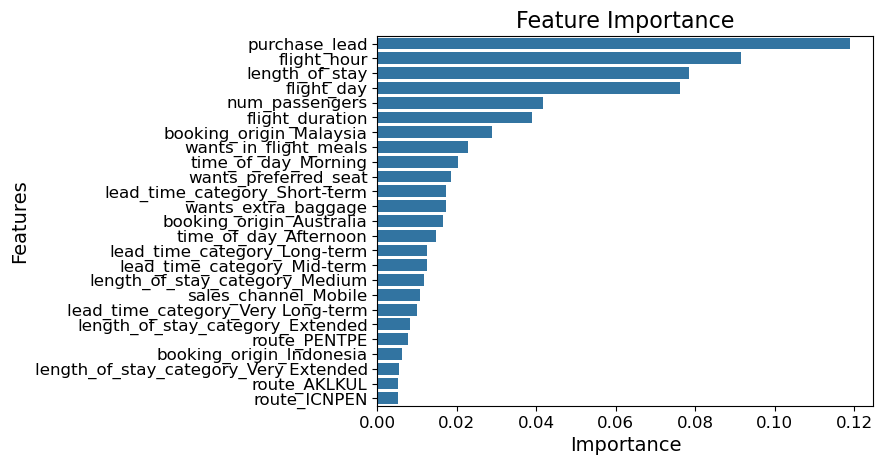 Feature Importance
purchase_lead
flight_hour
length_of_stay
flight_day
num_passengers
flight_duration
booking_origin_Malaysia
wants_in_flight_meals
time_of_day_Morning
wants_preferred_seat
lead_time_category_Short-term
wants_extra_baggage
booking_origin_Australia
time_of_day_Afternoon
lead_time_category_Long-term
lead_time_category_Mid-term
length_of_stay_category_Medium
sales_channel_Mobile
lead_time_category_Very Long-term
length_of_stay_category_Extended
route_PENTPE
booking_origin_Indonesia
length_of_stay_category_Very Extended
route_AKLKUL
route_ICNPEN
Features
0.00 0.02 0.04 0.06 0.08 0.10 0.12
Importance